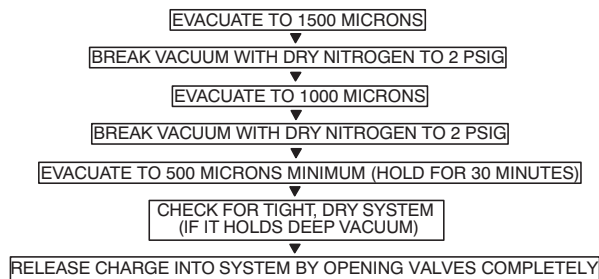 EVACUATE TO 1500 MICRONS
BREAK VACUUM WITH DRY NITROGEN TO 2 PSIG
EVACUATE TO 1000 MICRONS
BREAK VACUUM WITH DRY NITROGEN TO 2 PSIG
EVACUATE TO 500 MICRONS MINIMUM (HOLD FOR 30 MINUTES)
CHECK FOR TIGHT, DRY SYSTEM
(IF IT HOLDS DEEP VACUUM)
RELEASE CHARGE INTO SYSTEM BY OPENING VALVES COMPLETELY